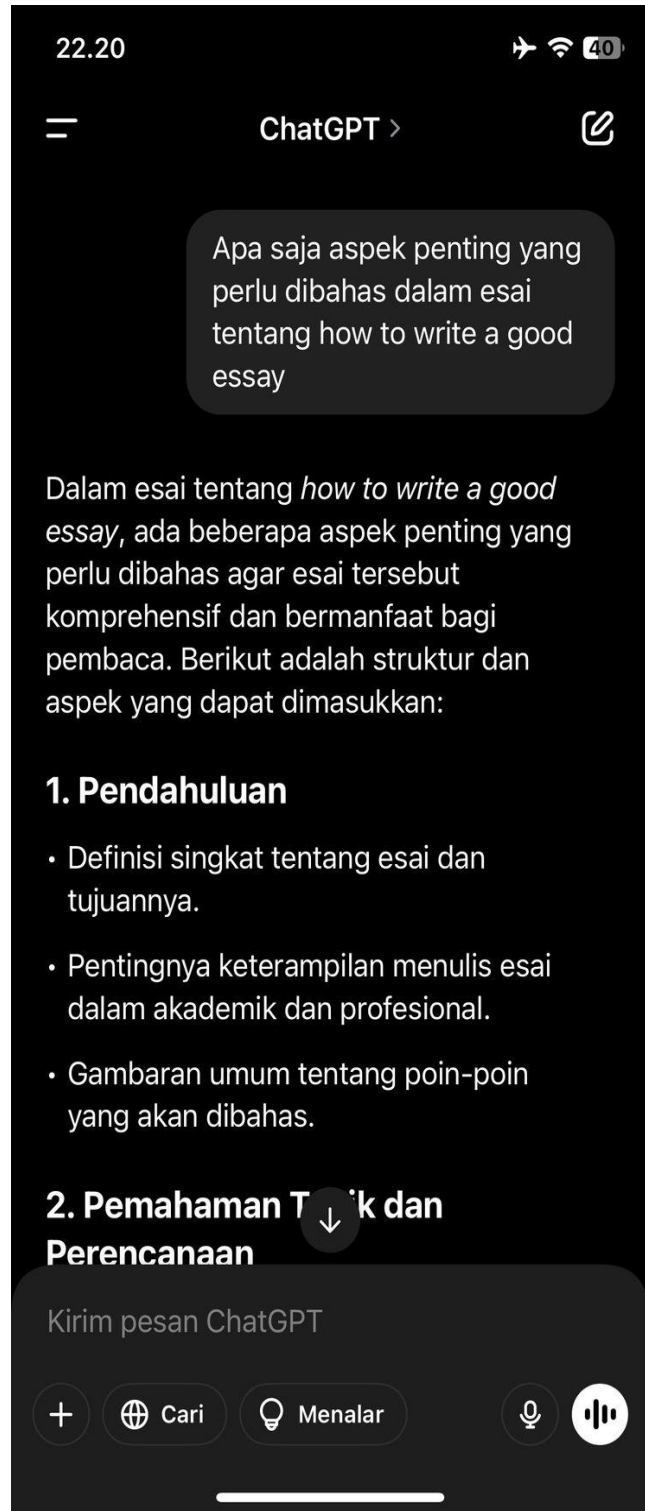 22.20
40
ChatGPT >
Apa saja aspek penting yang
perlu dibahas dalam esai
tentang how to write a good
essay
Dalam esai tentang how to write a good
essay, ada beberapa aspek penting yang
perlu dibahas agar esai tersebut
komprehensif dan bermanfaat bagi
pembaca. Berikut adalah struktur dan
aspek yang dapat dimasukkan:
1. Pendahuluan
• Definisi singkat tentang esai dan
tujuannya.
• Pentingnya keterampilan menulis esai
dalam akademik dan profesional.
• Gambaran umum tentang poin-poin
yang akan dibahas.
2. Pemahaman dan
Perencanaan
Kirim pesan ChatGPT
Cari
Menalar